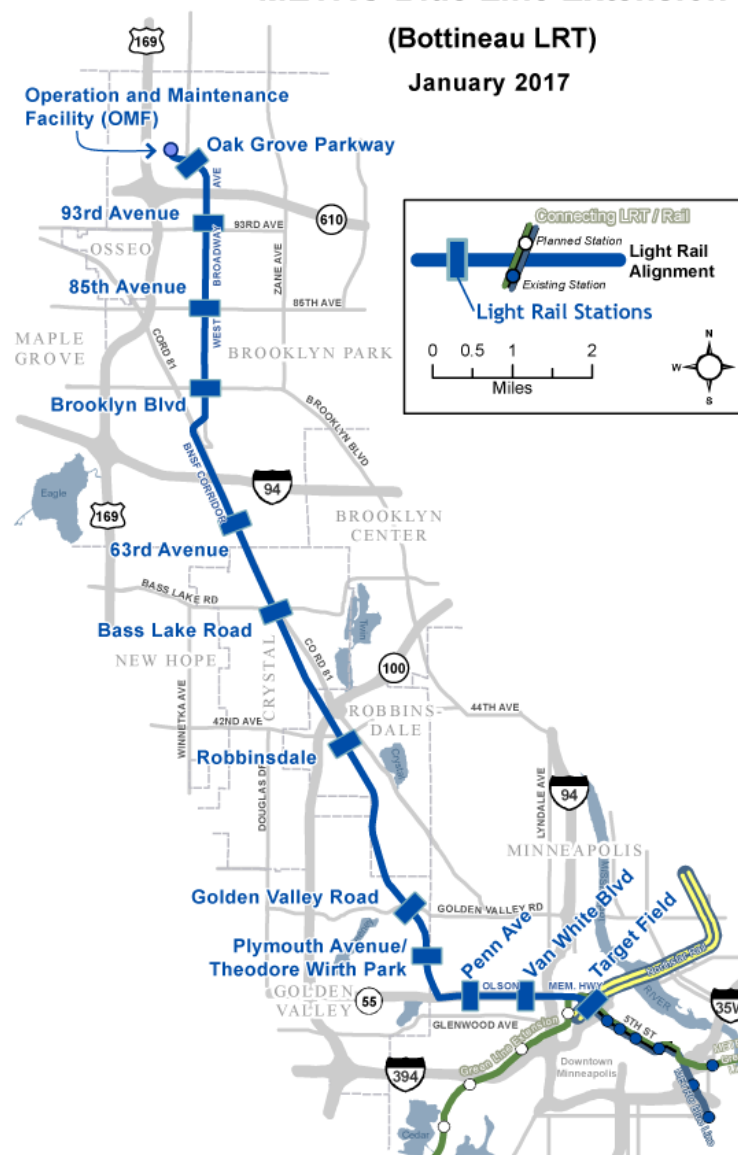 (Bottineau LRT)
January 2017
169
Operation and Maintenance
Facility (OMF)
Oak Grove Parkway
AVE
93rd Avenue
610
93RD AVE
OSSEO
BROADWAY
ZANE AVE
Connecting LRT / Rail
Planned Station
Existing Station
Light Rail
Alignment
Light Rail Stations
0 0.5 1 2
Miles
N
W
S
85th Avenue
85TH AVE
WEST
MAPLE
GROVE
CORD 81
BROOKLYN PARK
Brooklyn Blvd
BROOKLYN BLVD
BNSF CORRIDOR
Eagle
94
169
63rd Avenue
BROOKLYN
CENTER
BASS LAKE RD
Bass Lake Road
Twin
NEW HOPE
CRYSTAL
CO RD 81
100
WINNETKA AVE
42ND AVE
ROBBINS-
DALE
44TH AVE
Robbinsdale
Crystal
DOUGLAS DR
LYNDALE AVE
94
MINNEAPOLIS
Golden Valley Road
GOLDEN VALLEY RD
Plymouth Avenue/
Theodore Wirth Park
Penn Ave
Van White Blvd
Target Field
GOLDEN
VALLEY
55
OLSON
MEM. HWY
RIVER
GLENWOOD AVE
5TH ST
35W
Green Line Extension
Downtown
Minneapolis
394
Cedar